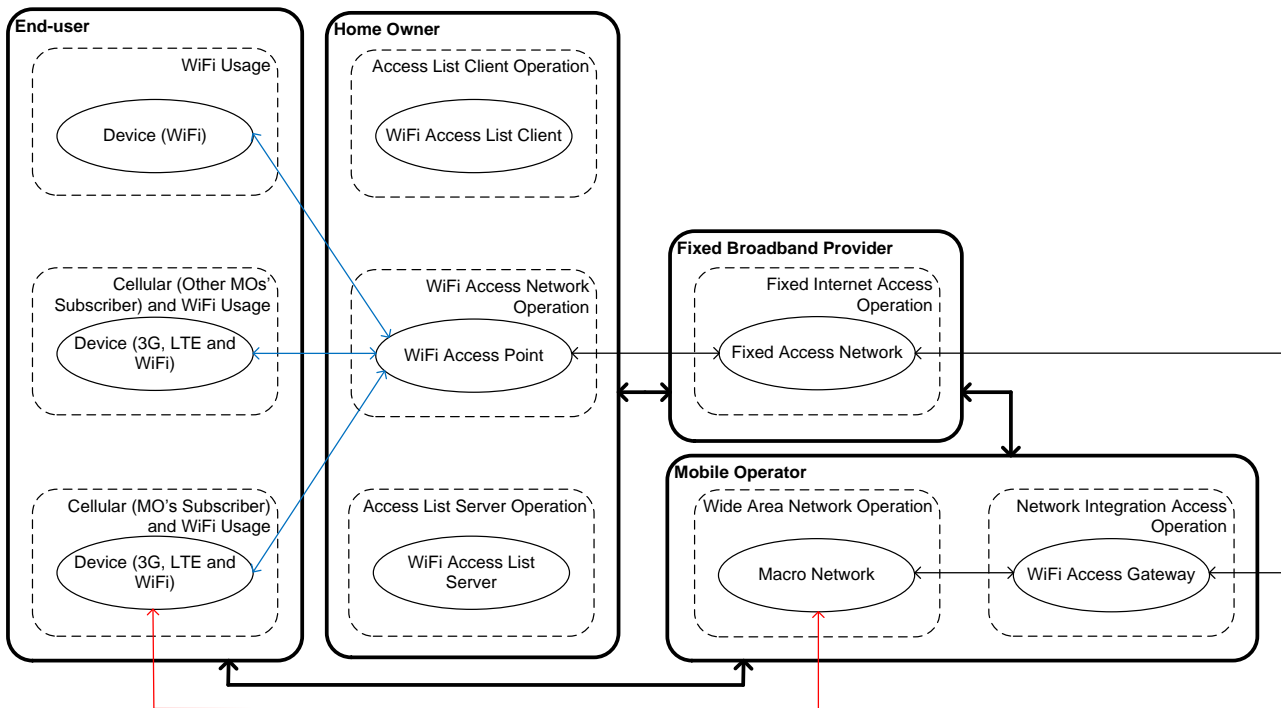 End-user
WiFi Usage
Device (WiFi)
Cellular (Other MOs'
Subscriber) and WiFi Usage
Device (3G, LTE and
WiFi)
Cellular (MO's Subscriber)
and WiFi Usage
Device (3G, LTE and
WiFi)
Home Owner
Access List Client Operation
WiFi Access List Client
WiFi Access Network
Operation
WiFi Access Point
Access List Server Operation
WiFi Access List
Server
Fixed Broadband Provider
Fixed Internet Access
Operation
Fixed Access Network
Mobile Operator
Wide Area Network Operation
Macro Network
Network Integration Access
Operation
WiFi Access Gateway